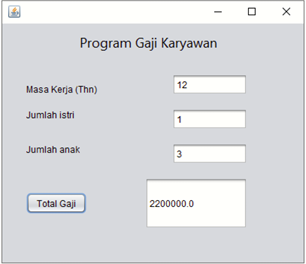 Program Gaji Karyawan
Masa Kerja (Thn) 12
Jumlah istri 1
Jumlah anak 3
Total Gaji 2200000.0